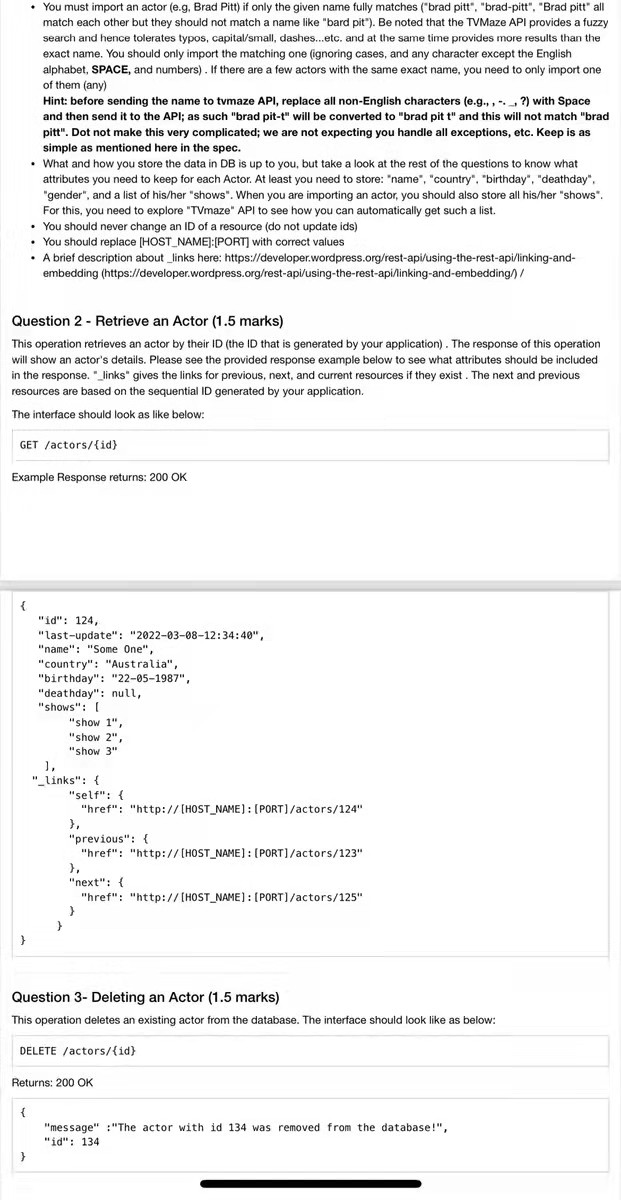 • You must import an actor (e.g, Brad Pitt) if only the given name fully matches ("brad pitt", "brad-pitt", "Brad pitt" all
match each other but they should not match a name like "bard pit"). Be noted that the TVMaze API provides a fuzzy
search and hence tolerates typos, capital/small, dashes...etc. and at the same time provides more results than the
exact name. You should only import the matching one (ignoring cases, and any character except the English
alphabet, SPACE, and numbers) . If there are a few actors with the same exact name, you need to only import one
of them (any)
Hint: before sending the name to tvmaze API, replace all non-English characters (e.g., , -. _, ?) with Space
and then send it to the API; as such "brad pit-t" will be converted to "brad pit t" and this will not match "brad
pitt". Dot not make this very complicated; we are not expecting you handle all exceptions, etc. Keep is as
simple as mentioned here in the spec.
• What and how you store the data in DB is up to you, but take a look at the rest of the questions to know what
attributes you need to keep for each Actor. At least you need to store: "name", "country", "birthday", "deathday",
"gender", and a list of his/her "shows". When you are importing an actor, you should also store all his/her "shows".
For this, you need to explore "TVmaze" API to see how you can automatically get such a list.
• You should never change an ID of a resource (do not update ids)
• You should replace [HOST_NAME]:[PORT] with correct values
• A brief description about _links here: https://developer.wordpress.org/rest-api/using-the-rest-api/linking-and-
embedding (https://developer.wordpress.org/rest-api/using-the-rest-api/linking-and-embedding/) /
Question 2 - Retrieve an Actor (1.5 marks)
This operation retrieves an actor by their ID (the ID that is generated by your application) . The response of this operation
will show an actor's details. Please see the provided response example below to see what attributes should be included
in the response. "_links" gives the links for previous, next, and current resources if they exist . The next and previous
resources are based on the sequential ID generated by your application.
The interface should look as like below:
GET /actors/{id}
Example Response returns: 200 OK
{
"id": 124,
"last-update": "2022-03-08-12:34:40",
"name": "Some One",
"country": "Australia",
"birthday": "22-05-1987",
"deathday": null,
"shows": [
"show 1",
"show 2",
"show 3"
],
"_links": {
"self": {
"href": "http://[HOST_NAME]:[PORT]/actors/124"
},
"previous": {
"href": "http://[HOST_NAME]:[PORT]/actors/123"
},
"next": {
"href": "http://[HOST_NAME]:[PORT]/actors/125"
}
}
}
Question 3- Deleting an Actor (1.5 marks)
This operation deletes an existing actor from the database. The interface should look like as below:
DELETE /actors/{id}
Returns: 200 OK
{
"message" :"The actor with id 134 was removed from the database!",
"id": 134
}